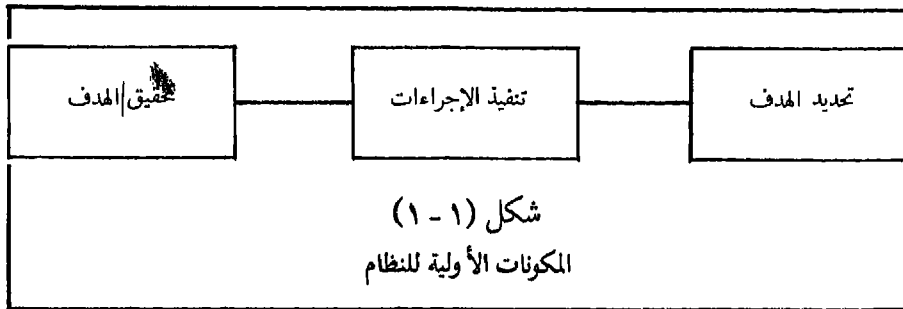 تحديد الهدف
تنفيذ الإجراءات
تحقيق الهدف
شكل (١ - ١)
المكونات الأولية للنظام